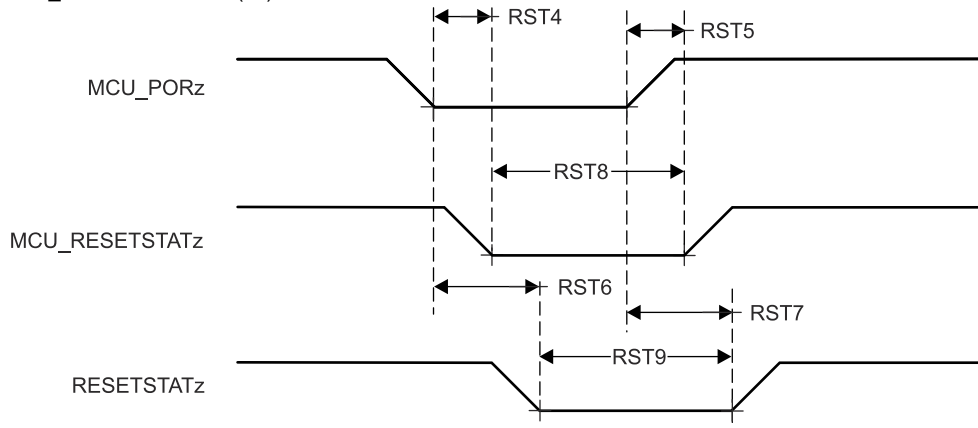 RST4
RST5
MCU_PORz
RST8
MCU_RESETSTATz
RST6
RST7
RST9
RESETSTATz